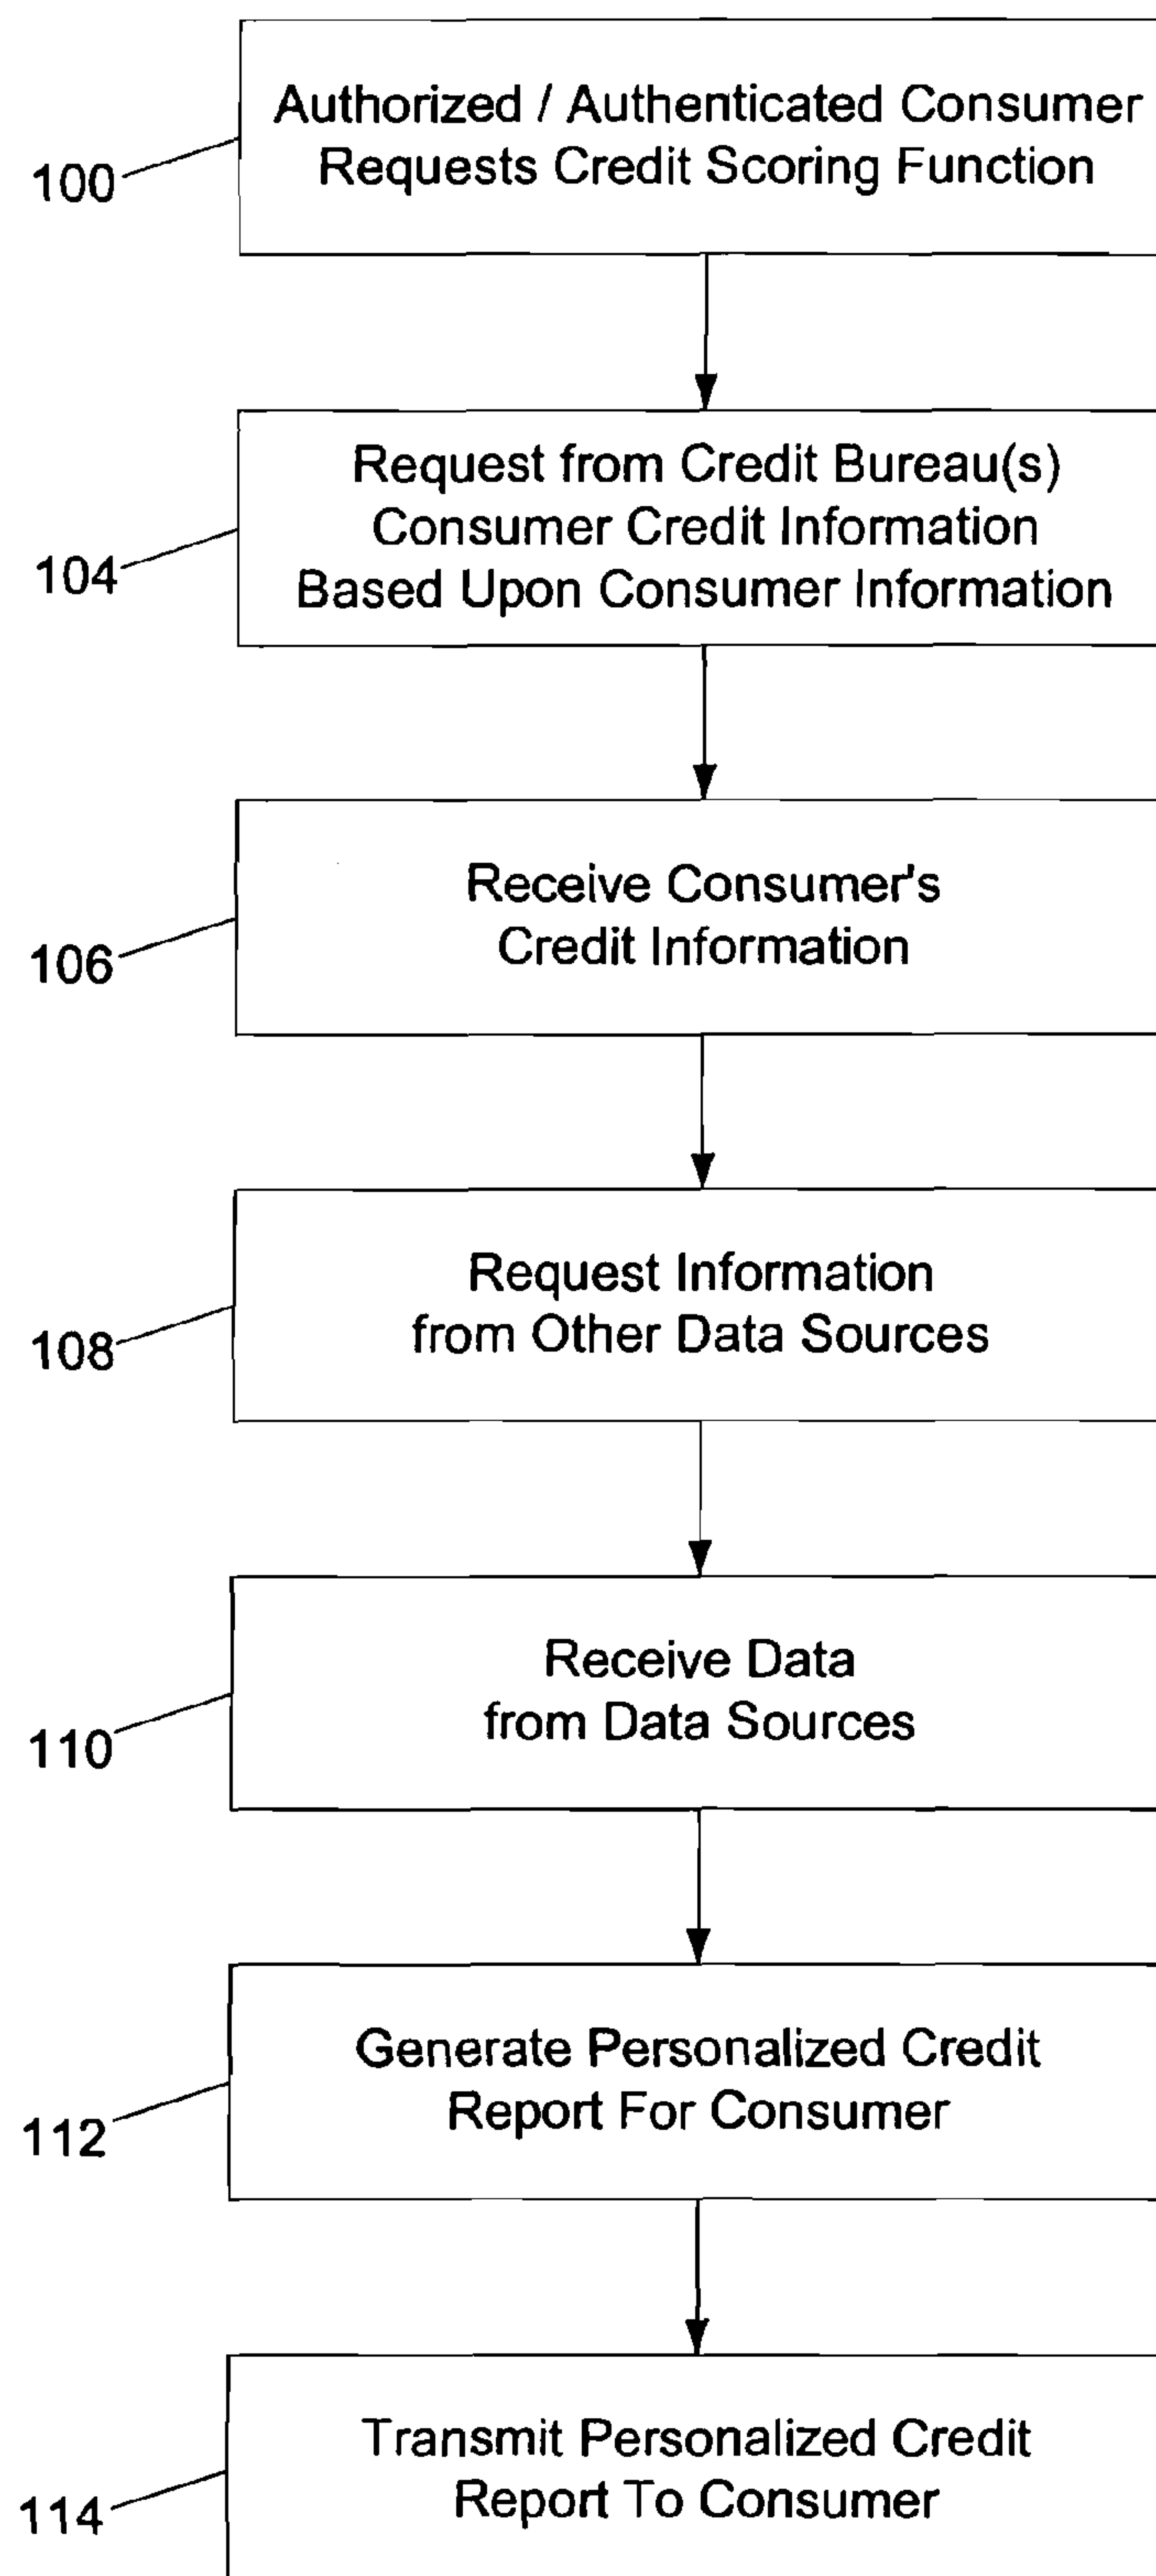 Authorized / Authenticated Consumer
Requests Credit Scoring Function
100
Request from Credit Bureau(s)
Consumer Credit Information
Based Upon Consumer Information
104
Receive Consumer's
Credit Information
106
Request Information
from Other Data Sources
108
Receive Data
from Data Sources
110
Generate Personalized Credit
Report For Consumer
112
Transmit Personalized Credit
Report To Consumer
114